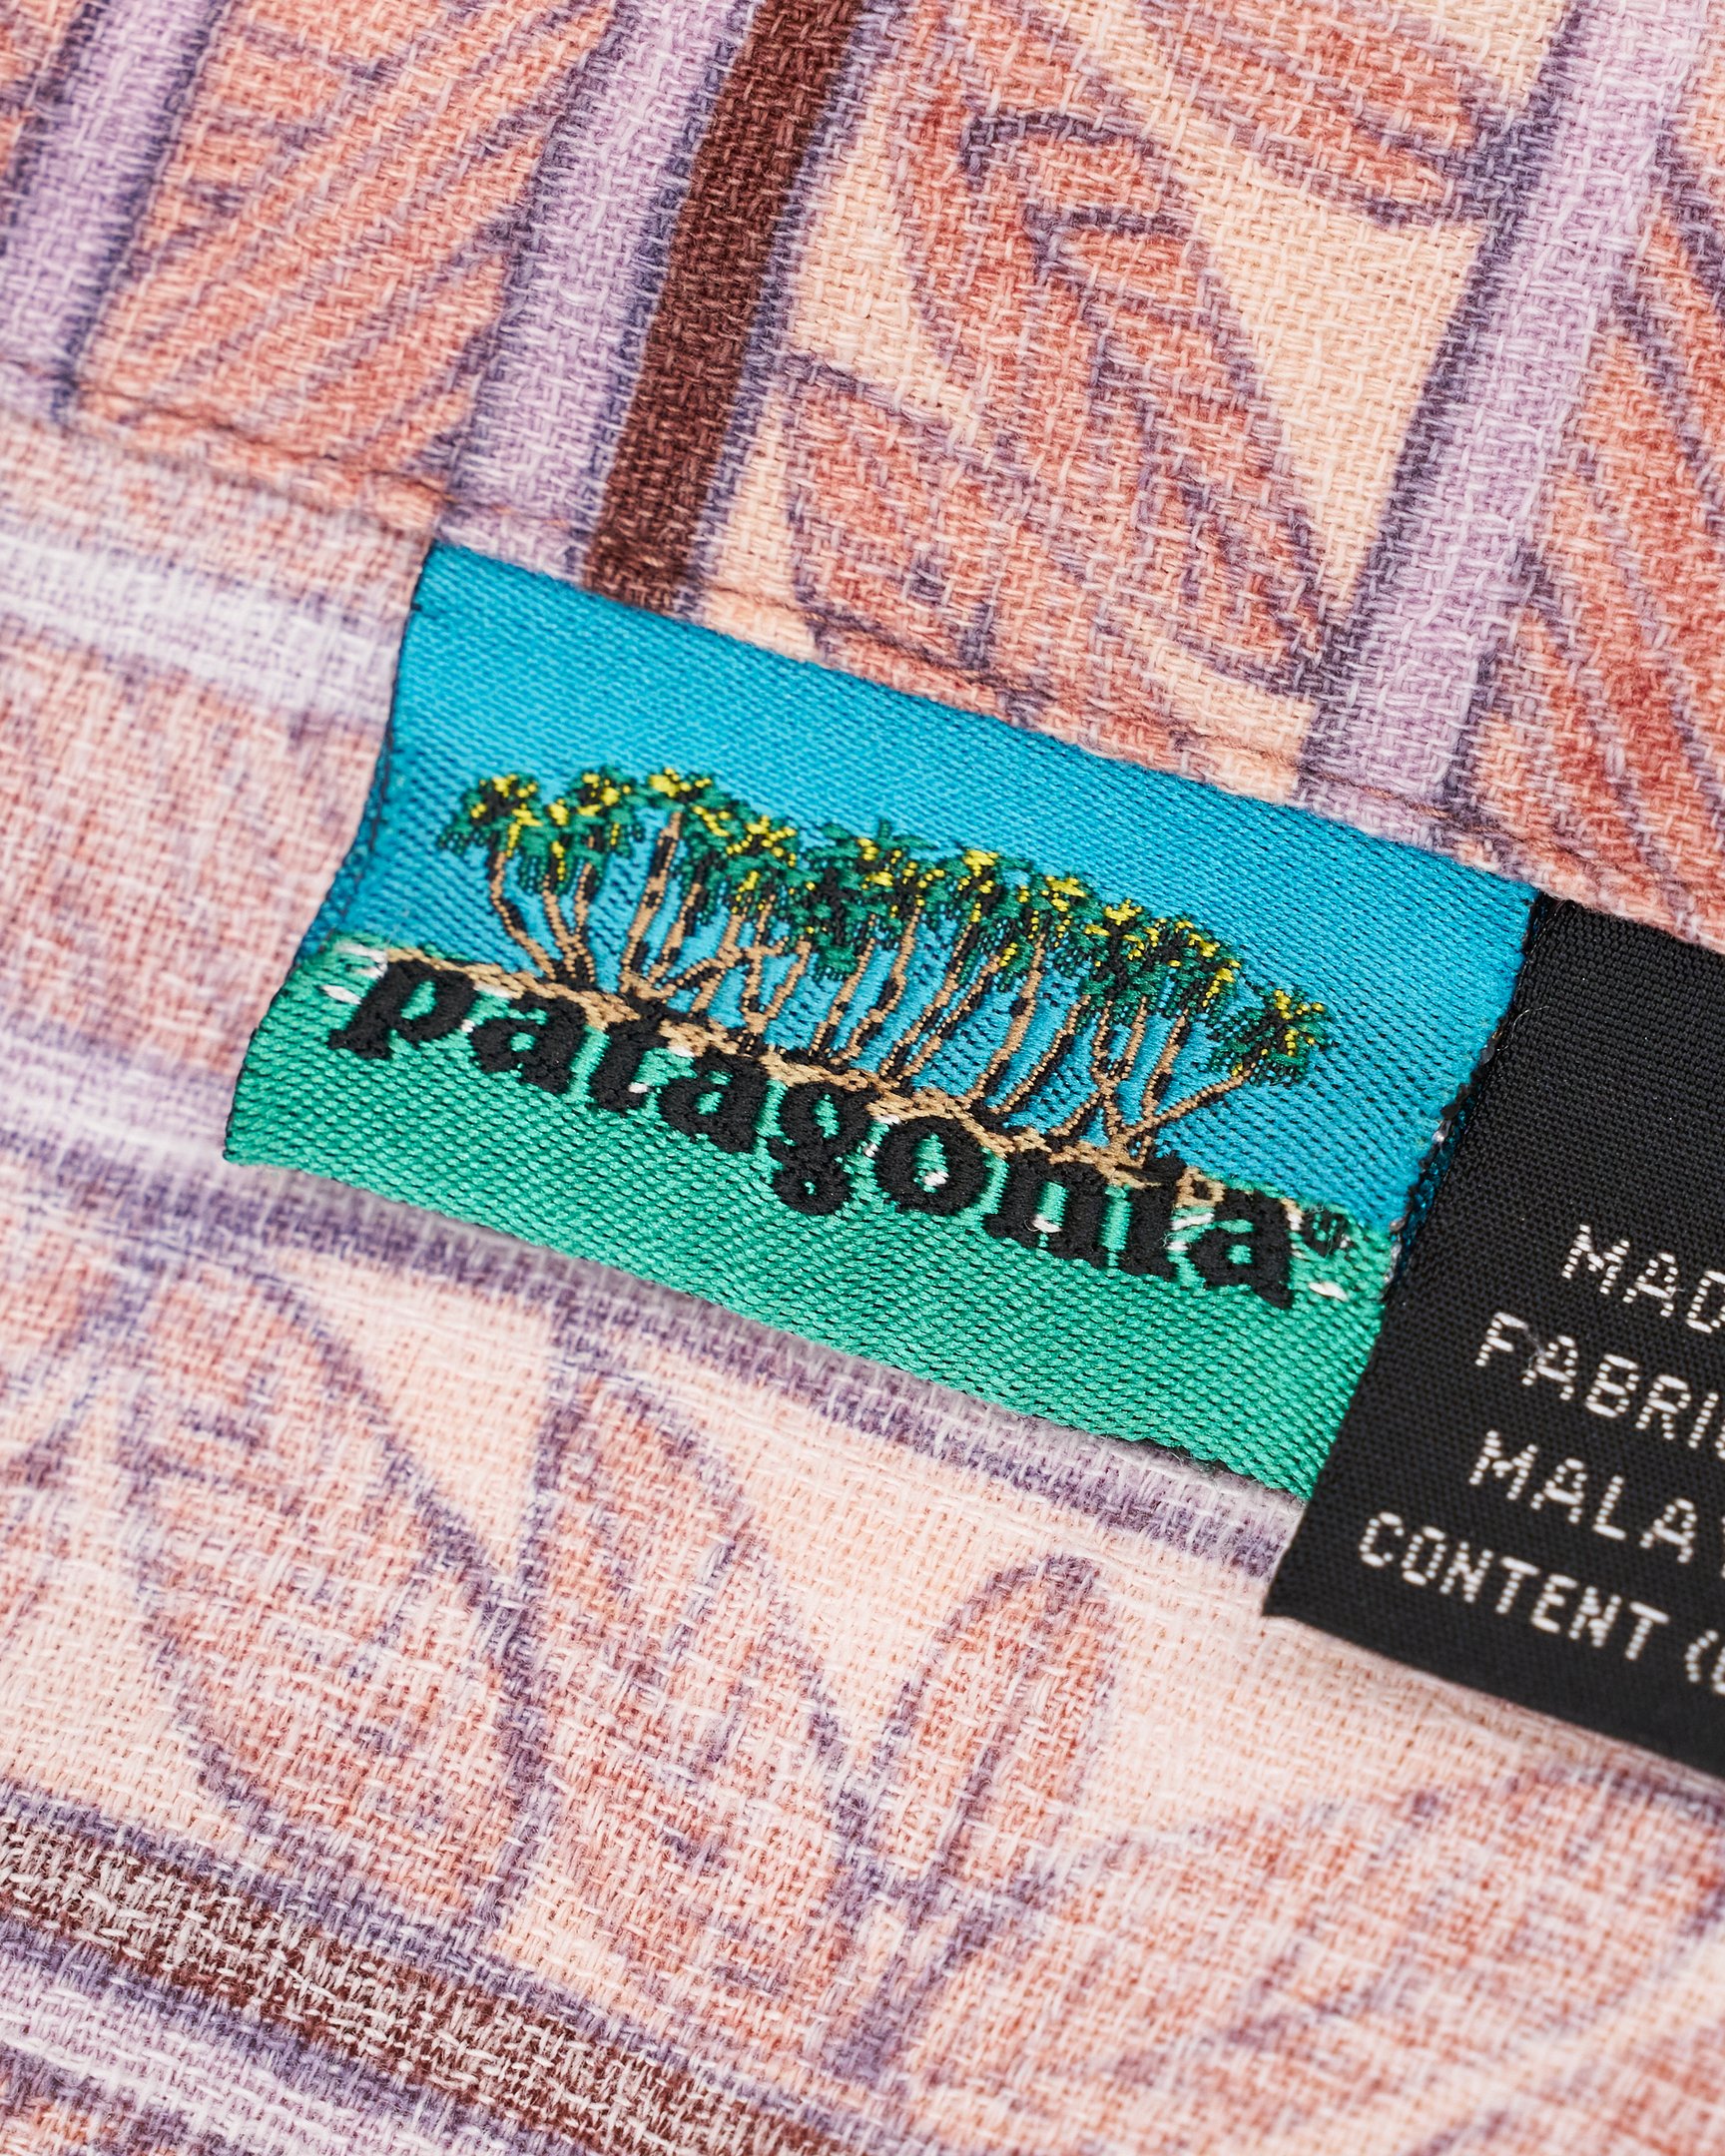 patagonia®
MAD
FABRI
MALA
CONTENT (